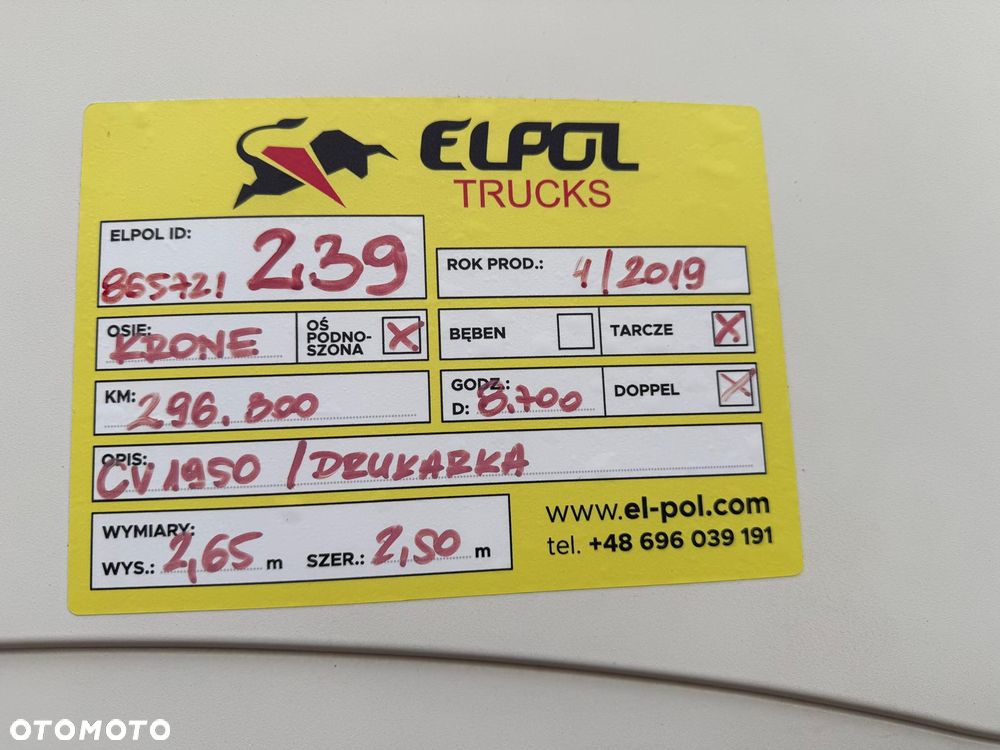 ELPOL
TRUCKS
ELPOL ID:
865721 2,39
ROK PROD.: 4/2019
OSIE: KRONE
OŚ PODNO-
SZONA X
BĘBEN
TARCZE X
KM: 296.800
GODZ.:
D: 8.700
DOPPEL X
OPIS:
CV1950 /DRUKARKA
WYMIARY:
WYS.: 2,65 m SZER.: 2,50 m
www.el-pol.com
tel. +48 696 039 191
OTOMOTO